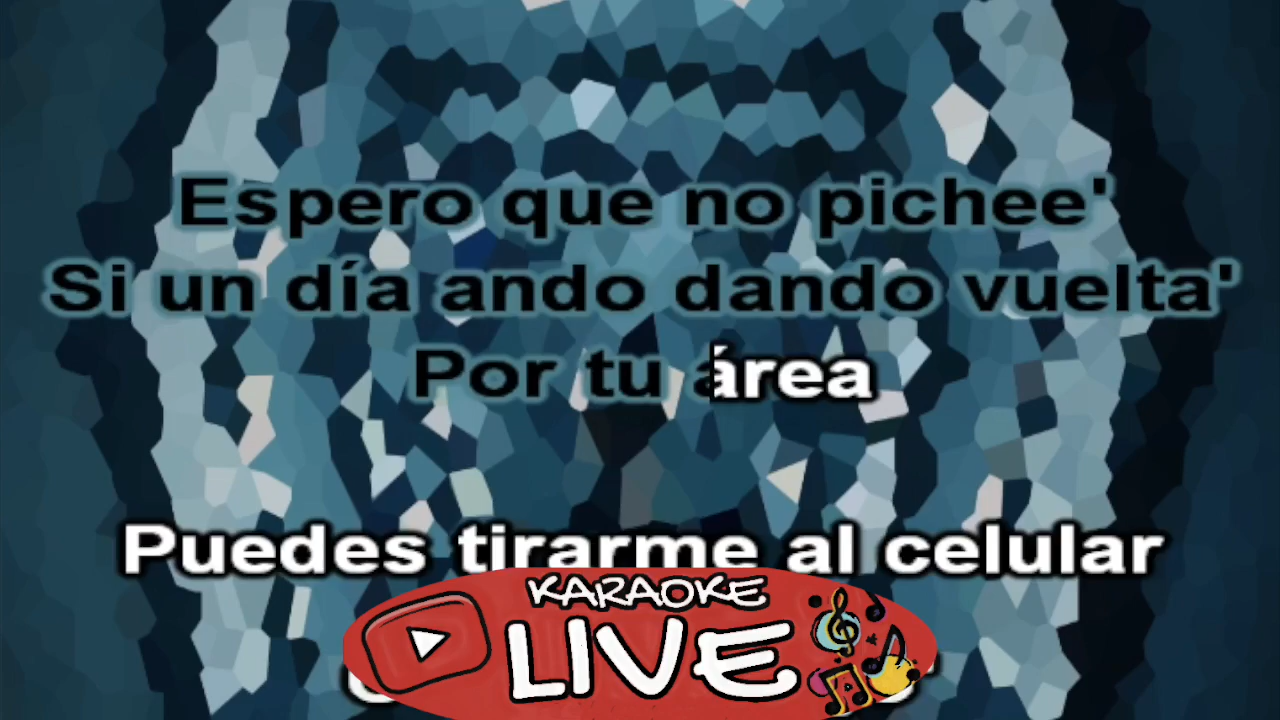 Espero que no pichee'
Si un día ando dando vuelta'
Por tu área
Puedes tirarme al celular
KARAOKE
LIVE